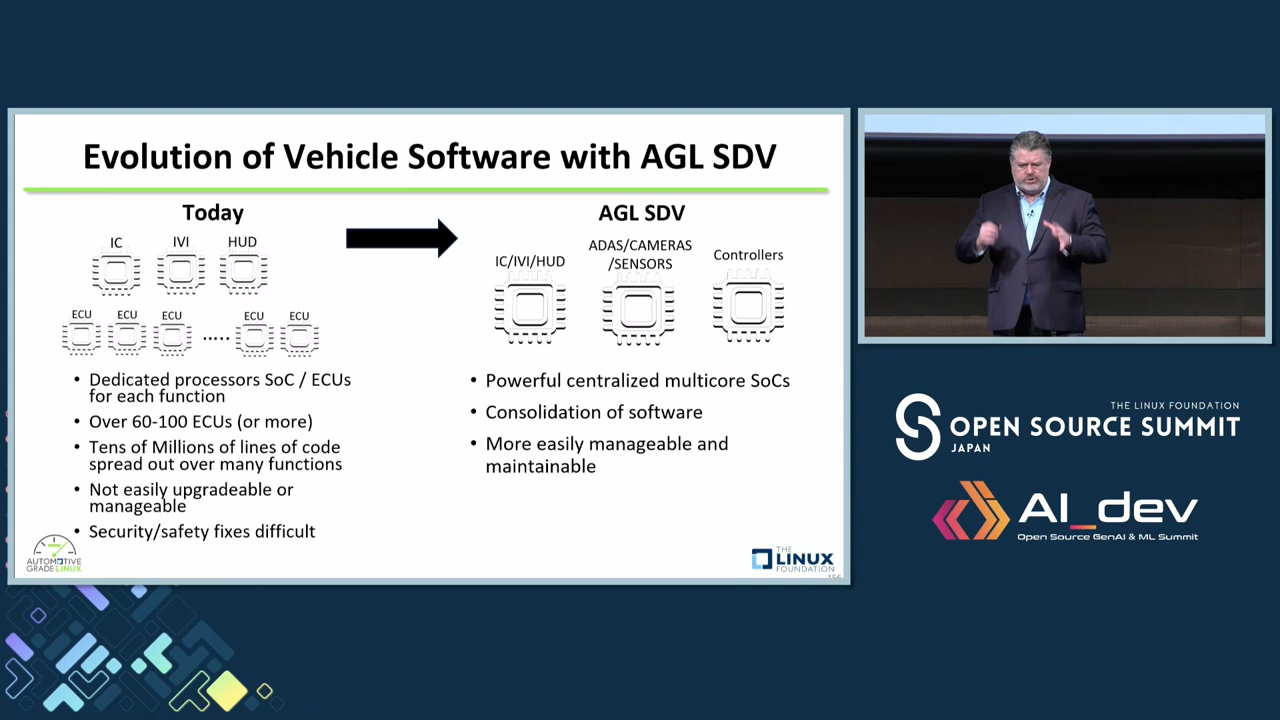 Evolution of Vehicle Software with AGL SDV
Today
IC
IVI
HUD
ECU
ECU
ECU
.....
ECU
ECU
• Dedicated processors SoC / ECUs
for each function
• Over 60-100 ECUs (or more)
• Tens of Millions of lines of code
spread out over many functions
• Not easily upgradeable or
manageable
• Security/safety fixes difficult
AGL SDV
IC/IVI/HUD
ADAS/CAMERAS
/SENSORS
Controllers
• Powerful centralized multicore SoCs
• Consolidation of software
• More easily manageable and
maintainable
AUTOMOTIVE
GRADE LINUX
THE
LINUX
FOUNDATION
THE LINUX FOUNDATION
OPEN SOURCE SUMMIT
JAPAN
AI_dev
Open Source GenAI & ML Summit